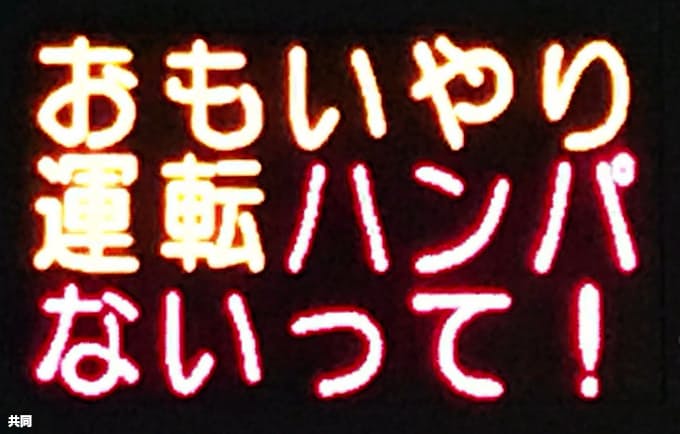 おもいやり
運転ハンパ
ないって!
共同